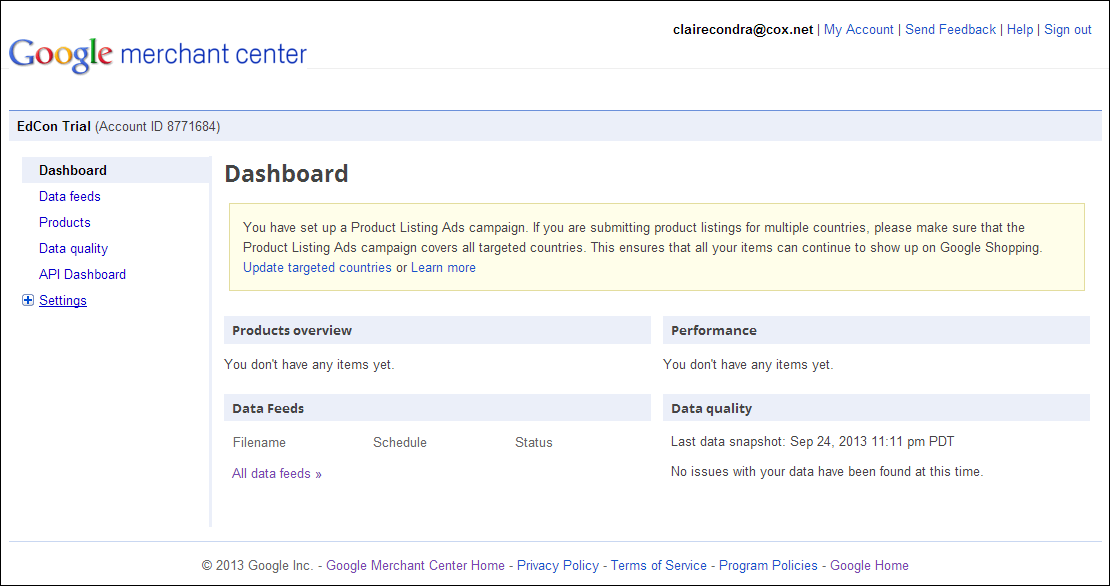 clairecondra@cox.net | My Account | Send Feedback | Help | Sign out
Google merchant center
EdCon Trial (Account ID 8771684)
Dashboard
Data feeds
Products
Data quality
API Dashboard
Settings
Dashboard
You have set up a Product Listing Ads campaign. If you are submitting product listings for multiple countries, please make sure that the
Product Listing Ads campaign covers all targeted countries. This ensures that all your items can continue to show up on Google Shopping.
Update targeted countries or Learn more
Products overview
You don't have any items yet.
Performance
You don't have any items yet.
Data Feeds
Filename Schedule Status
All data feeds »
Data quality
Last data snapshot: Sep 24, 2013 11:11 pm PDT
No issues with your data have been found at this time.
© 2013 Google Inc. - Google Merchant Center Home - Privacy Policy - Terms of Service - Program Policies - Google Home